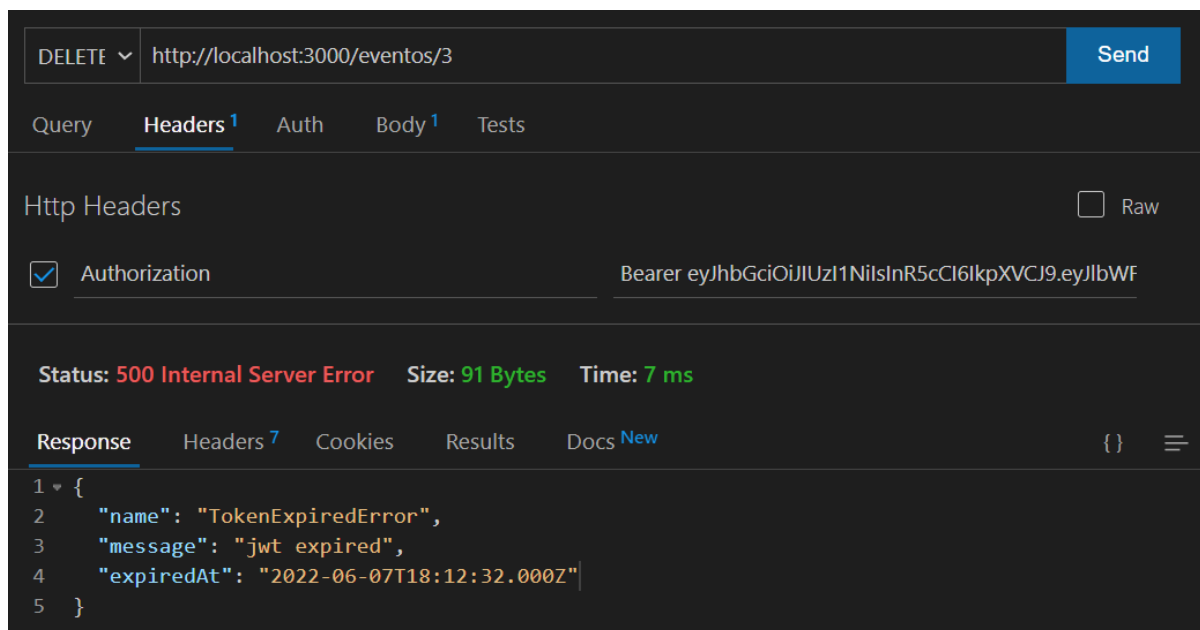 DELETE http://localhost:3000/eventos/3 Send
Query Headers 1 Auth Body 1 Tests
Http Headers Raw
Authorization Bearer eyJhbGciOiJIUzI1NiIsInR5cCI6IkpXVCJ9.eyJlbWF
Status: 500 Internal Server Error Size: 91 Bytes Time: 7 ms
Response Headers 7 Cookies Results Docs New { }
1 {
2 "name": "TokenExpiredError",
3 "message": "jwt expired",
4 "expiredAt": "2022-06-07T18:12:32.000Z"
5 }